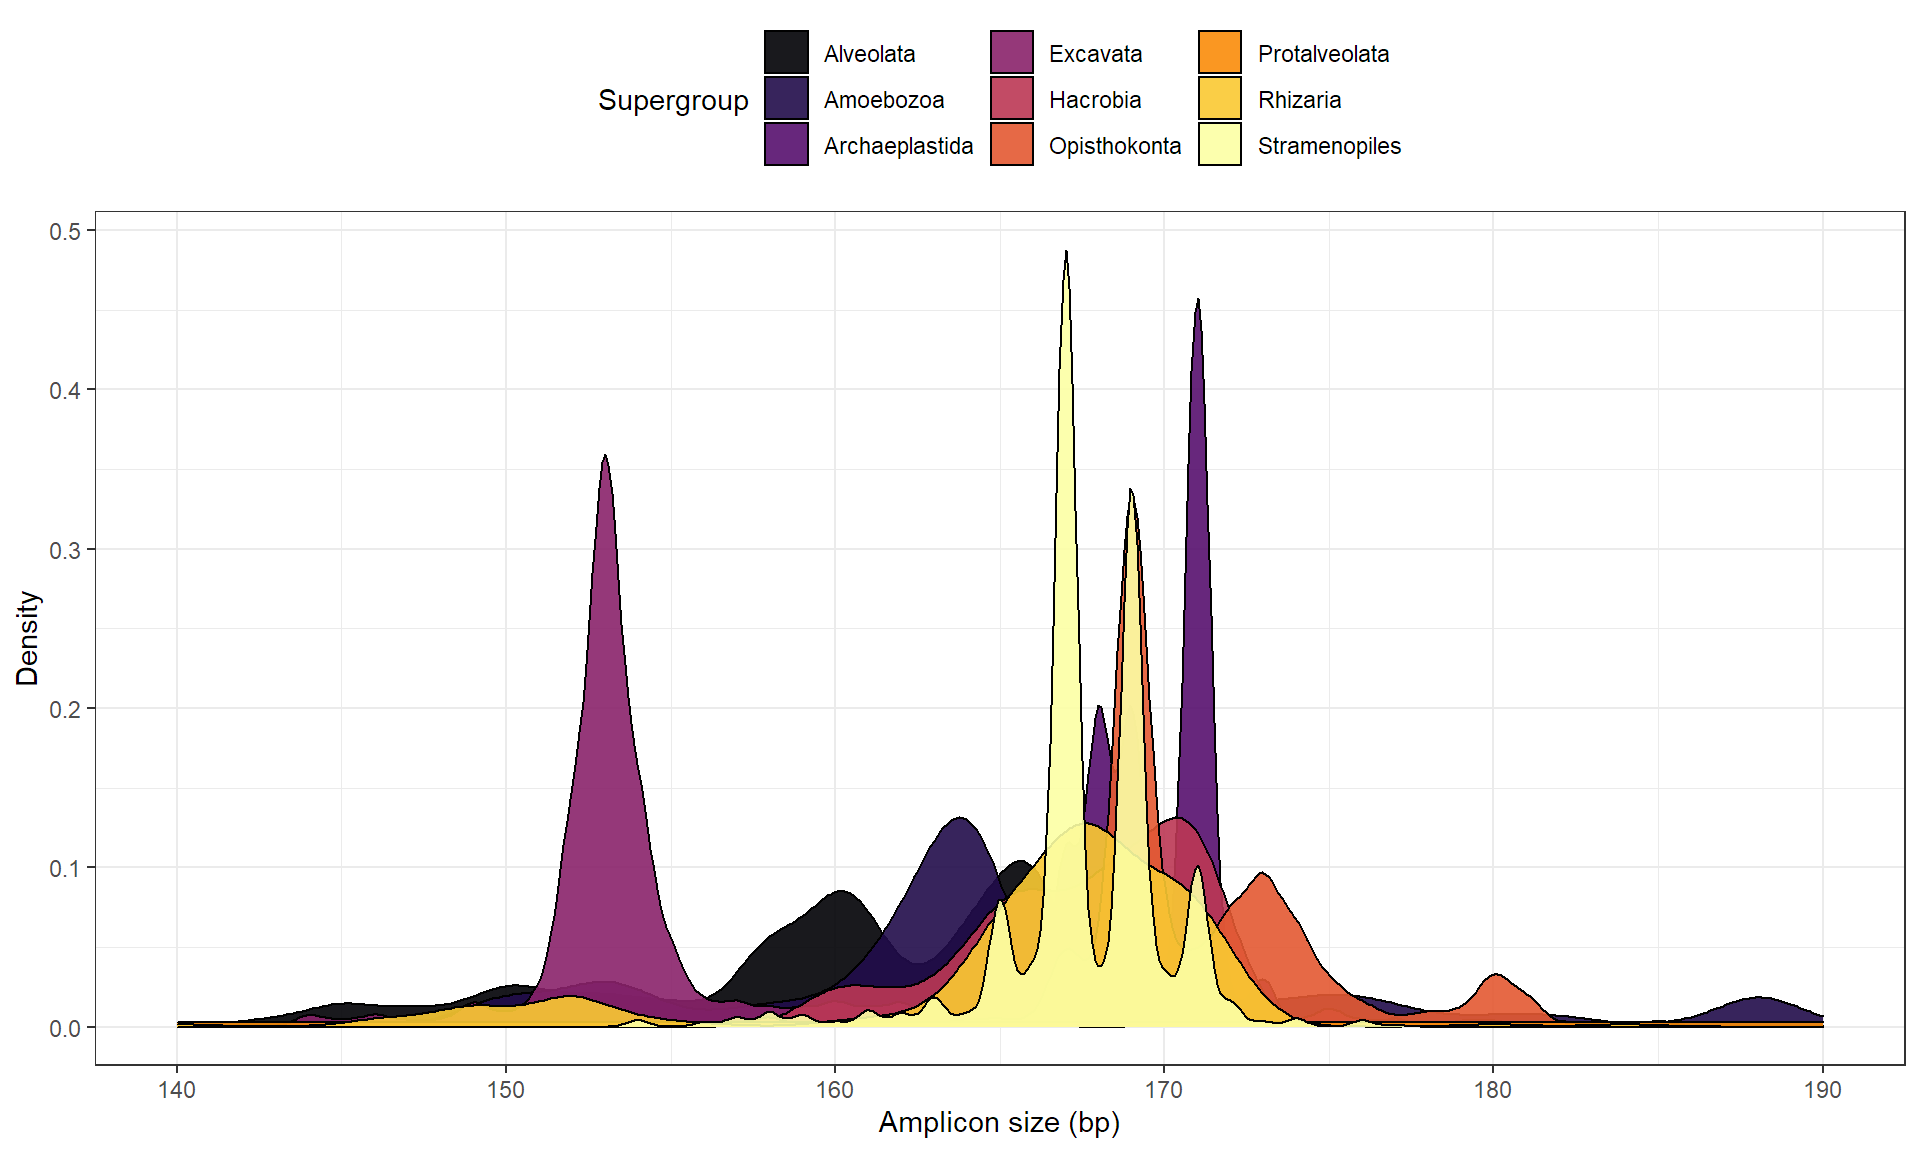 Supergroup
Alveolata Excavata Protalveolata
Amoebozoa Hacrobia Rhizaria
Archaeplastida Opisthokonta Stramenopiles
Density
0.5
0.4
0.3
0.2
0.1
0.0
140 150 160 170 180 190
Amplicon size (bp)